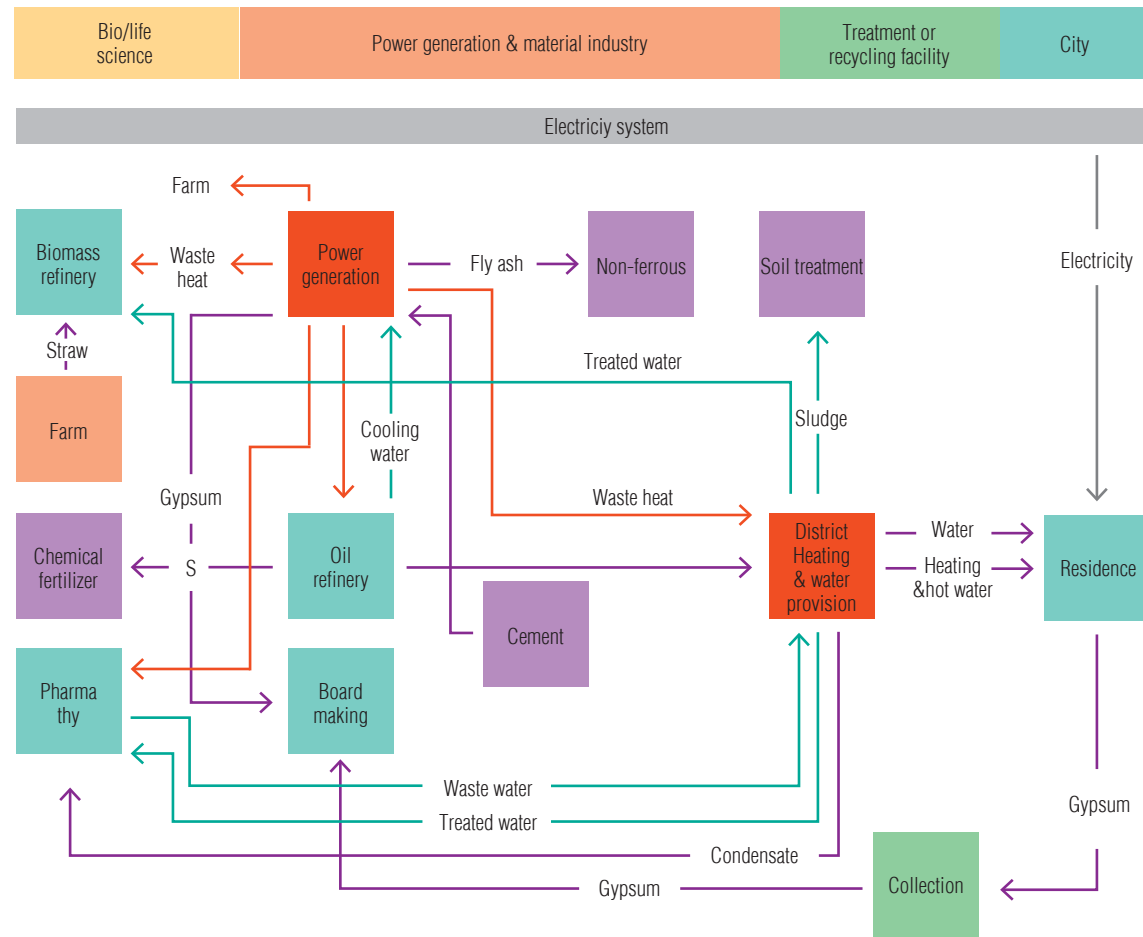 Bio/life
science
Power generation & material industry
Treatment or
recycling facility
City
Electriciy system
Farm
Biomass
refinery
Waste
heat
Power
generation
Fly ash
Non-ferrous
Soil treatment
Electricity
Straw
Treated water
Farm
Cooling
water
Sludge
Gypsum
Waste heat
Chemical
fertilizer
S
Oil
refinery
District
Heating
& water
provision
Water
Heating
&hot water
Residence
Cement
Pharma
thy
Board
making
Waste water
Treated water
Gypsum
Condensate
Gypsum
Collection